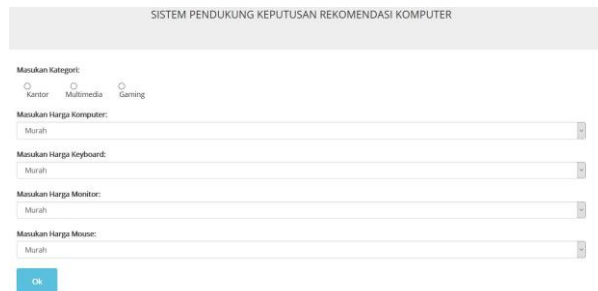 SISTEM PENDUKUNG KEPUTUSAN REKOMENDASI KOMPUTER
Masukan Kategori:
Kantor Multimedia Gaming
Masukan Harga Komputer:
Murah
Masukan Harga Keyboard:
Murah
Masukan Harga Monitor:
Murah
Masukan Harga Mouse:
Murah
Ok